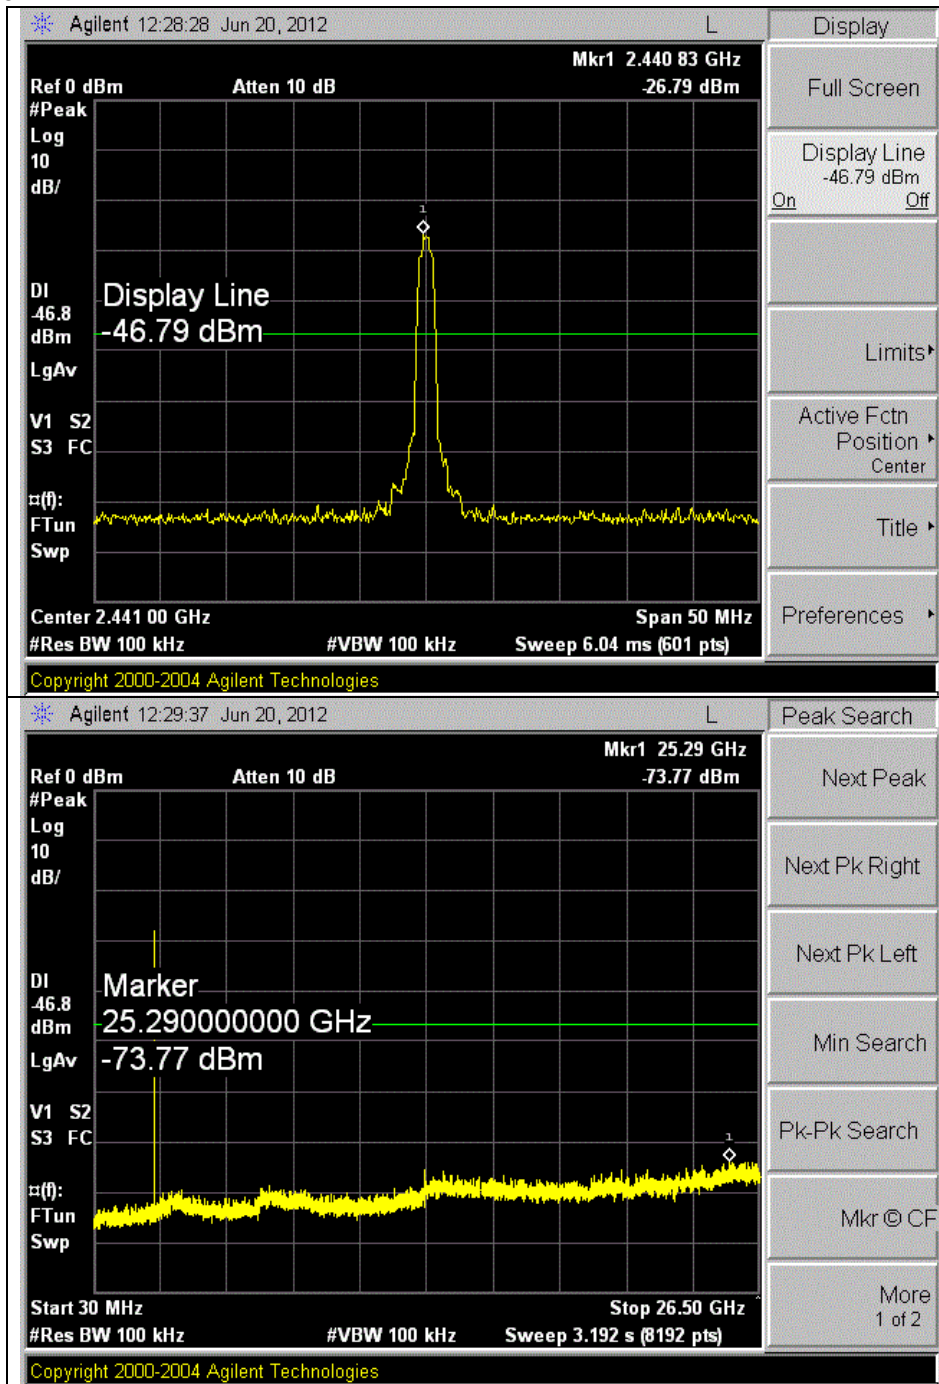 Agilent 12:28:28 Jun 20, 2012 L Display
Mkr1 2.440 83 GHz
Ref 0 dBm Atten 10 dB -26.79 dBm
Full Screen
#Peak
Log
10
dB/
Display Line
-46.79 dBm
On Off
1
DI
-46.8
dBm
Display Line
-46.79 dBm
LgAv
Limits
V1 S2
S3 FC
Active Fctn
Position
Center
¤(f):
FTun
Swp
Title
Center 2.441 00 GHz Span 50 MHz
#Res BW 100 kHz #VBW 100 kHz Sweep 6.04 ms (601 pts)
Preferences
Copyright 2000-2004 Agilent Technologies
Agilent 12:29:37 Jun 20, 2012 L Peak Search
Mkr1 25.29 GHz
Ref 0 dBm Atten 10 dB -73.77 dBm
Next Peak
#Peak
Log
10
dB/
Next Pk Right
Next Pk Left
DI
-46.8
dBm
Marker
25.290000000 GHz
-73.77 dBm
LgAv
Min Search
V1 S2
S3 FC
1
Pk-Pk Search
¤(f):
FTun
Swp
Mkr © CF
Start 30 MHz Stop 26.50 GHz
#Res BW 100 kHz #VBW 100 kHz Sweep 3.192 s (8192 pts)
More
1 of 2
Copyright 2000-2004 Agilent Technologies